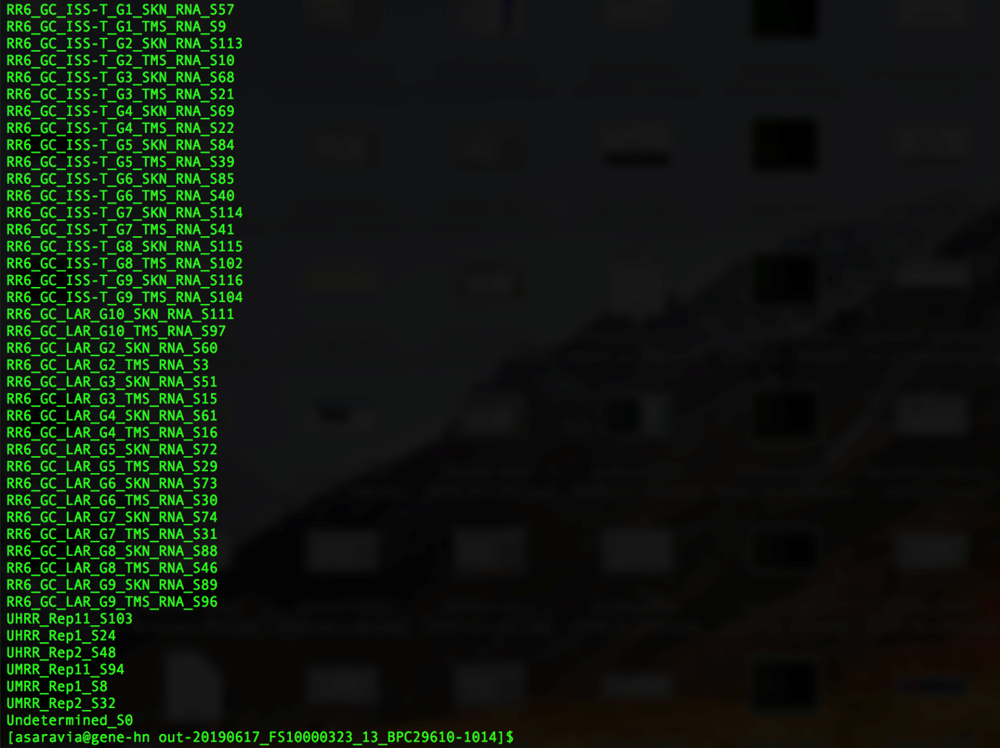 RR6_GC_ISS-T_G1_SKN_RNA_S57
RR6_GC_ISS-T_G1_TMS_RNA_S9
RR6_GC_ISS-T_G2_SKN_RNA_S113
RR6_GC_ISS-T_G2_TMS_RNA_S10
RR6_GC_ISS-T_G3_SKN_RNA_S68
RR6_GC_ISS-T_G3_TMS_RNA_S21
RR6_GC_ISS-T_G4_SKN_RNA_S69
RR6_GC_ISS-T_G4_TMS_RNA_S22
RR6_GC_ISS-T_G5_SKN_RNA_S84
RR6_GC_ISS-T_G5_TMS_RNA_S39
RR6_GC_ISS-T_G6_SKN_RNA_S85
RR6_GC_ISS-T_G6_TMS_RNA_S40
RR6_GC_ISS-T_G7_SKN_RNA_S114
RR6_GC_ISS-T_G7_TMS_RNA_S41
RR6_GC_ISS-T_G8_SKN_RNA_S115
RR6_GC_ISS-T_G8_TMS_RNA_S102
RR6_GC_ISS-T_G9_SKN_RNA_S116
RR6_GC_ISS-T_G9_TMS_RNA_S104
RR6_GC_LAR_G10_SKN_RNA_S111
RR6_GC_LAR_G10_TMS_RNA_S97
RR6_GC_LAR_G2_SKN_RNA_S60
RR6_GC_LAR_G2_TMS_RNA_S3
RR6_GC_LAR_G3_SKN_RNA_S51
RR6_GC_LAR_G3_TMS_RNA_S15
RR6_GC_LAR_G4_SKN_RNA_S61
RR6_GC_LAR_G4_TMS_RNA_S16
RR6_GC_LAR_G5_SKN_RNA_S72
RR6_GC_LAR_G5_TMS_RNA_S29
RR6_GC_LAR_G6_SKN_RNA_S73
RR6_GC_LAR_G6_TMS_RNA_S30
RR6_GC_LAR_G7_SKN_RNA_S74
RR6_GC_LAR_G7_TMS_RNA_S31
RR6_GC_LAR_G8_SKN_RNA_S88
RR6_GC_LAR_G8_TMS_RNA_S46
RR6_GC_LAR_G9_SKN_RNA_S89
RR6_GC_LAR_G9_TMS_RNA_S96
UHRR_Rep11_S103
UHRR_Rep1_S24
UHRR_Rep2_S48
UMRR_Rep11_S94
UMRR_Rep1_S8
UMRR_Rep2_S32
Undetermined_S0
[asaravia@gene-hn out-20190617_FS10000323_13_BPC29610-1014]$